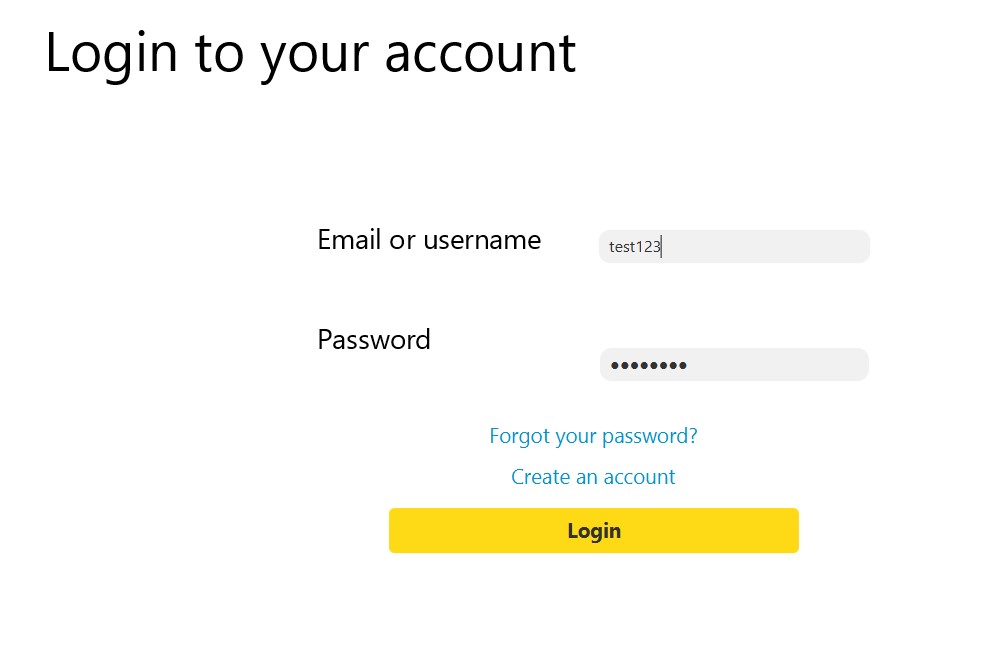 Login to your account
Email or username
test123
Password
••••••••
Forgot your password?
Create an account
Login